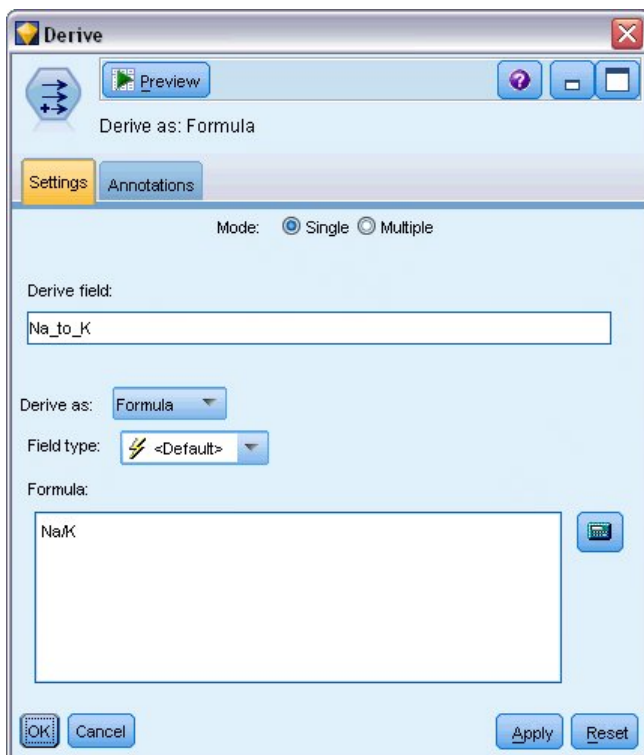 Derive
Preview
Derive as: Formula
Settings Annotations
Mode: Single Multiple
Derive field:
Na_to_K
Derive as: Formula
Field type: <Default>
Formula:
Na/K
OK Cancel Apply Reset